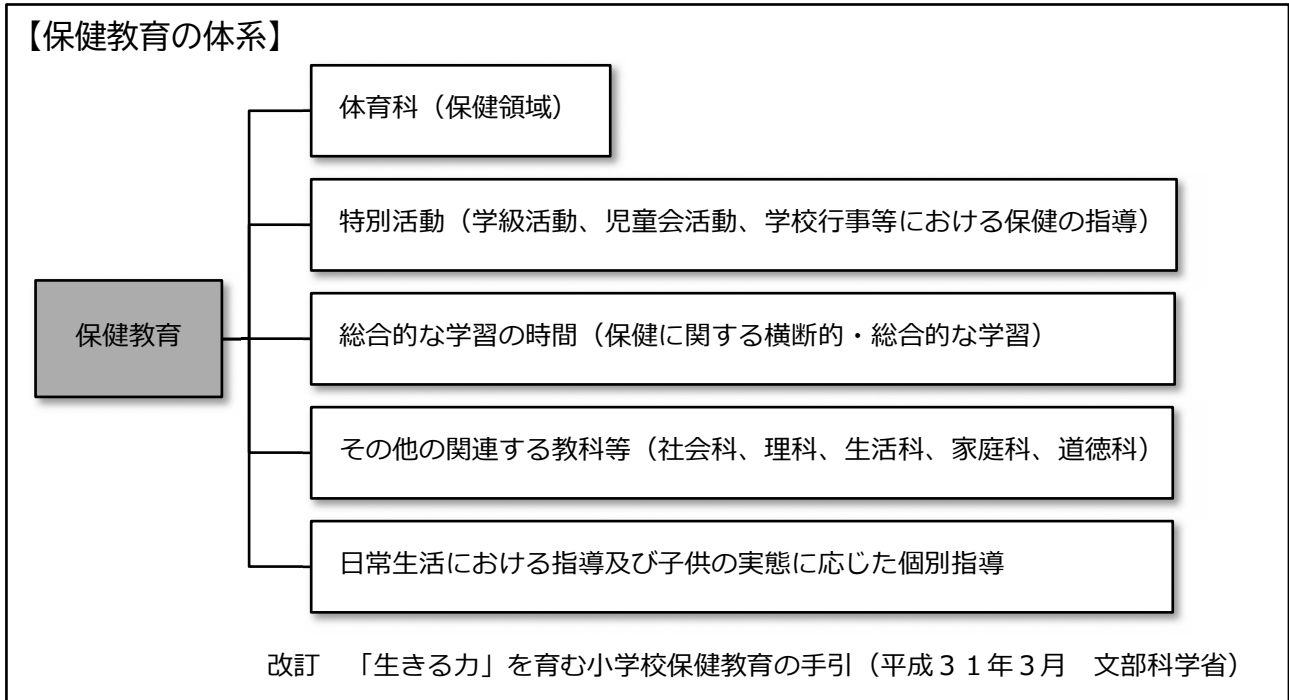 【保健教育の体系】
体育科（保健領域）
特別活動（学級活動、児童会活動、学校行事等における保健の指導）
保健教育
総合的な学習の時間（保健に関する横断的・総合的な学習）
その他の関連する教科等（社会科、理科、生活科、家庭科、道徳科）
日常生活における指導及び子供の実態に応じた個別指導
改訂　「生きる力」を育む小学校保健教育の手引（平成３１年３月　文部科学省）